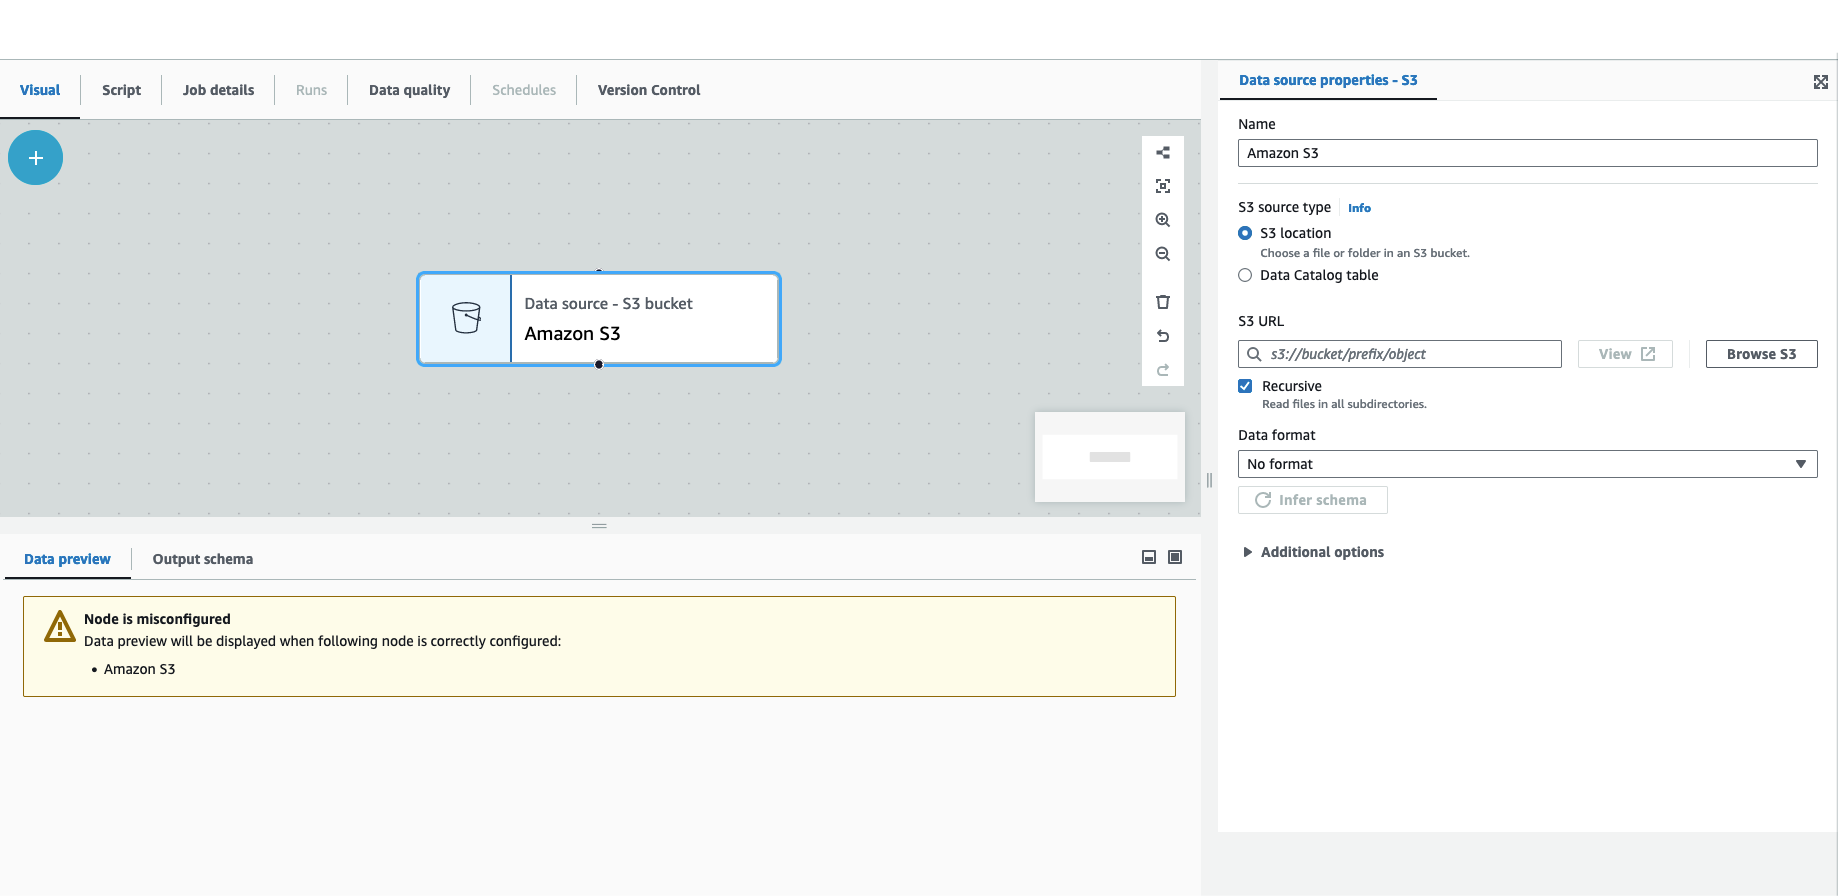 Visual
Script
Job details
Runs
Data quality
Schedules
Version Control
Data source - S3 bucket
Amazon S3
Data preview
Output schema
Node is misconfigured
Data preview will be displayed when following node is correctly configured:
• Amazon S3
Data source properties - S3
Name
Amazon S3
S3 source type
Info
S3 location
Choose a file or folder in an S3 bucket.
Data Catalog table
S3 URL
s3://bucket/prefix/object
View
Browse S3
Recursive
Read files in all subdirectories.
Data format
No format
Infer schema
Additional options